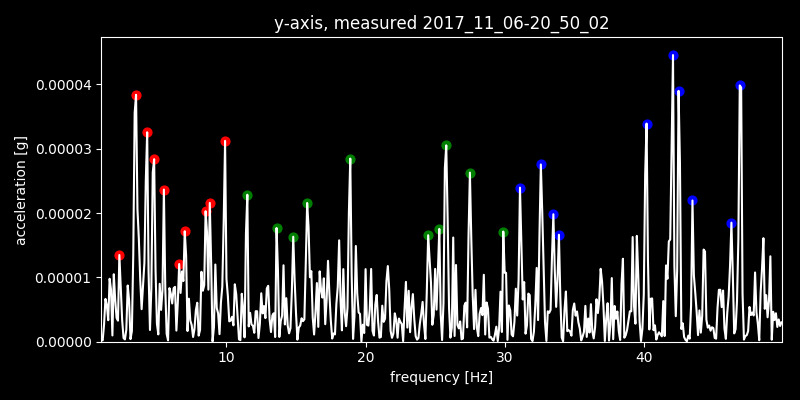 y-axis, measured 2017_11_06-20_50_02
acceleration [g]
0.00004
0.00003
0.00002
0.00001
0.00000
10 20 30 40
frequency [Hz]